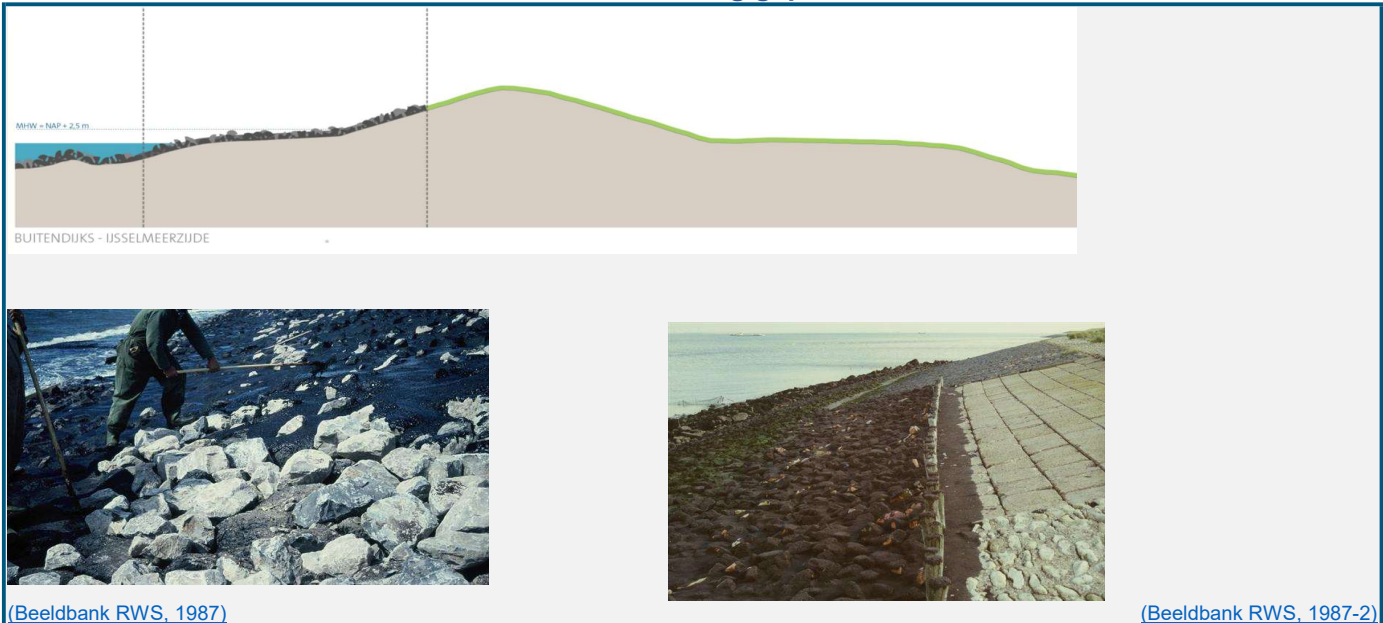 MHW = NAP + 2,5 m
BUITENDIJKS - IJSSELMEERZIJDE
(Beeldbank RWS, 1987)
(Beeldbank RWS, 1987-2)